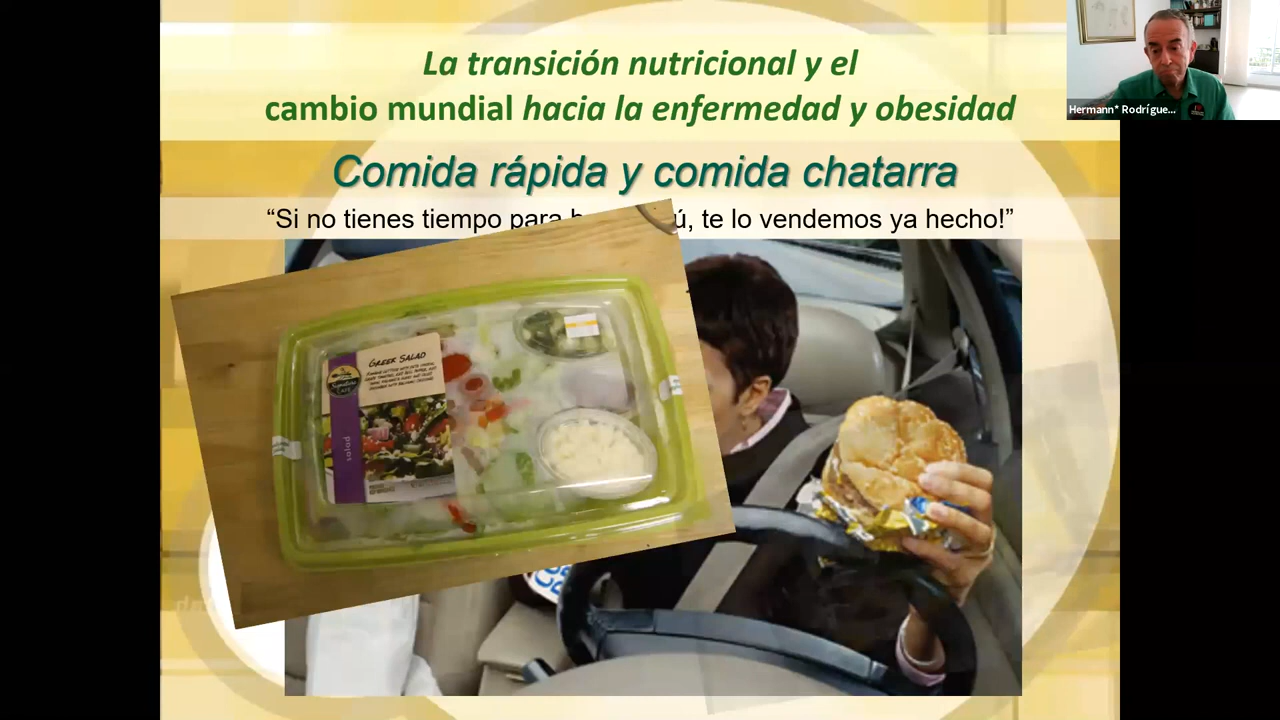 La transición nutricional y el
cambio mundial hacia la enfermedad y obesidad
Hermann* Rodrígue...
Comida rápida y comida chatarra
“Si no tienes tiempo para ú, te lo vendemos ya hecho!”
GREEK SALAD
salad